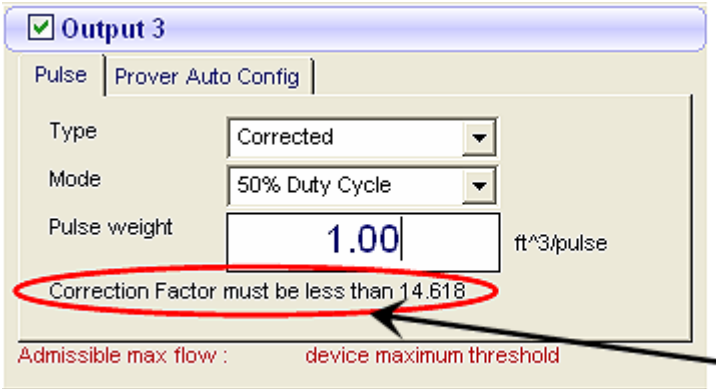 Output 3
Pulse Prover Auto Config
Type Corrected
Mode 50% Duty Cycle
Pulse weight 1.00 ft^3/pulse
Correction Factor must be less than 14.618
Admissible max flow : device maximum threshold